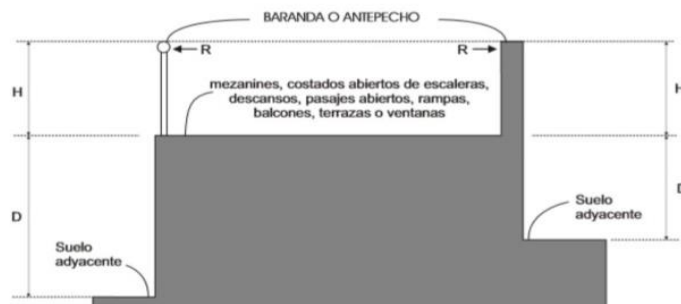 BARANDA O ANTEPECHO
R
R
H
H
mezanines, costados abiertos de escaleras,
descansos, pasajes abiertos, rampas,
balcones, terrazas o ventanas
D
D
Suelo
adyacente
Suelo
adyacente